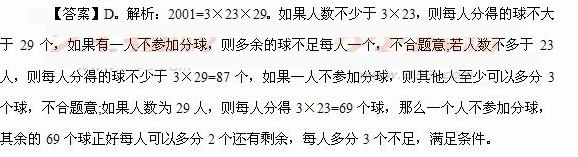 【答案】D。解析：2001=3×23×29。如果人数不少于 3×23，则每人分得的球不大
于 29 个，如果有一人不参加分球，则多余的球不足每人一个，不合题意;若人数不多于 23
人，则每人分得的球不少于 3×29=87 个，如果一人不参加分球，则其他人至少可以多分 3
个球，不合题意;如果人数为 29 人，则每人分得 3×23=69 个球，那么一个人不参加分球，
其余的 69 个球正好每人可以多分 2 个还有剩余，每人多分 3 个不足，满足条件。